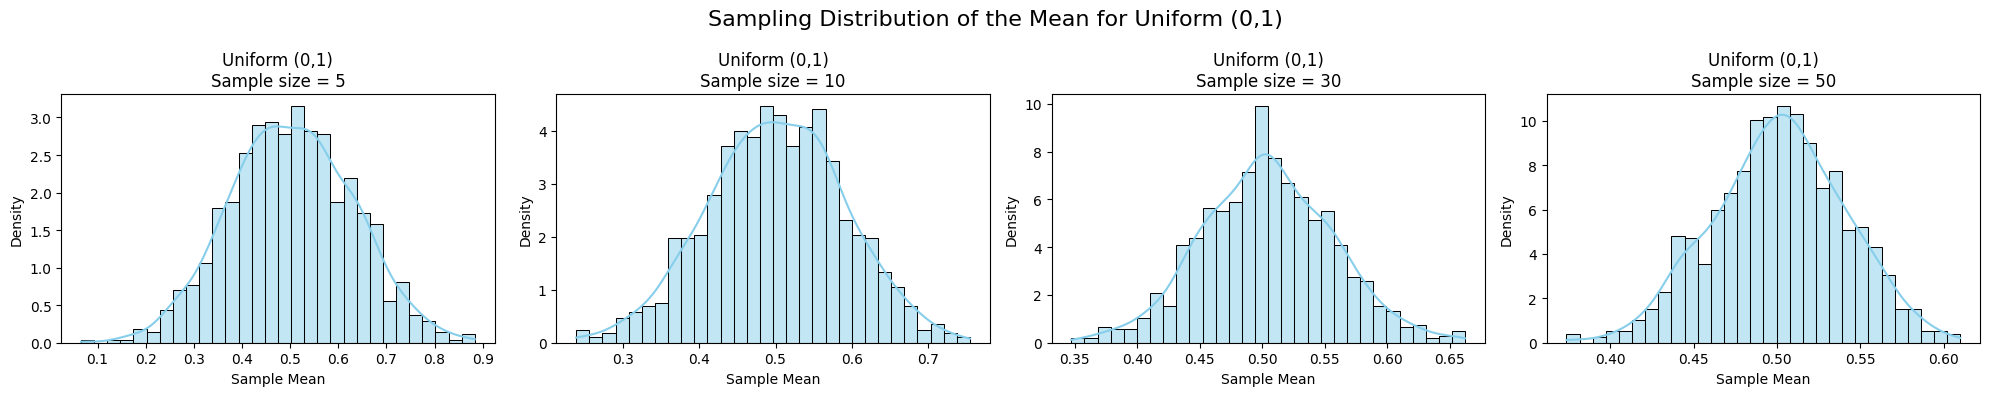 Sampling Distribution of the Mean for Uniform (0,1)
Uniform (0,1)
Sample size = 5
Density
3.0
2.5
2.0
1.5
1.0
0.5
0.0
0.1 0.2 0.3 0.4 0.5 0.6 0.7 0.8 0.9
Sample Mean
Uniform (0,1)
Sample size = 10
Density
4
3
2
1
0
0.3 0.4 0.5 0.6 0.7
Sample Mean
Uniform (0,1)
Sample size = 30
Density
10
8
6
4
2
0
0.35 0.40 0.45 0.50 0.55 0.60 0.65
Sample Mean
Uniform (0,1)
Sample size = 50
Density
10
8
6
4
2
0
0.40 0.45 0.50 0.55 0.60
Sample Mean